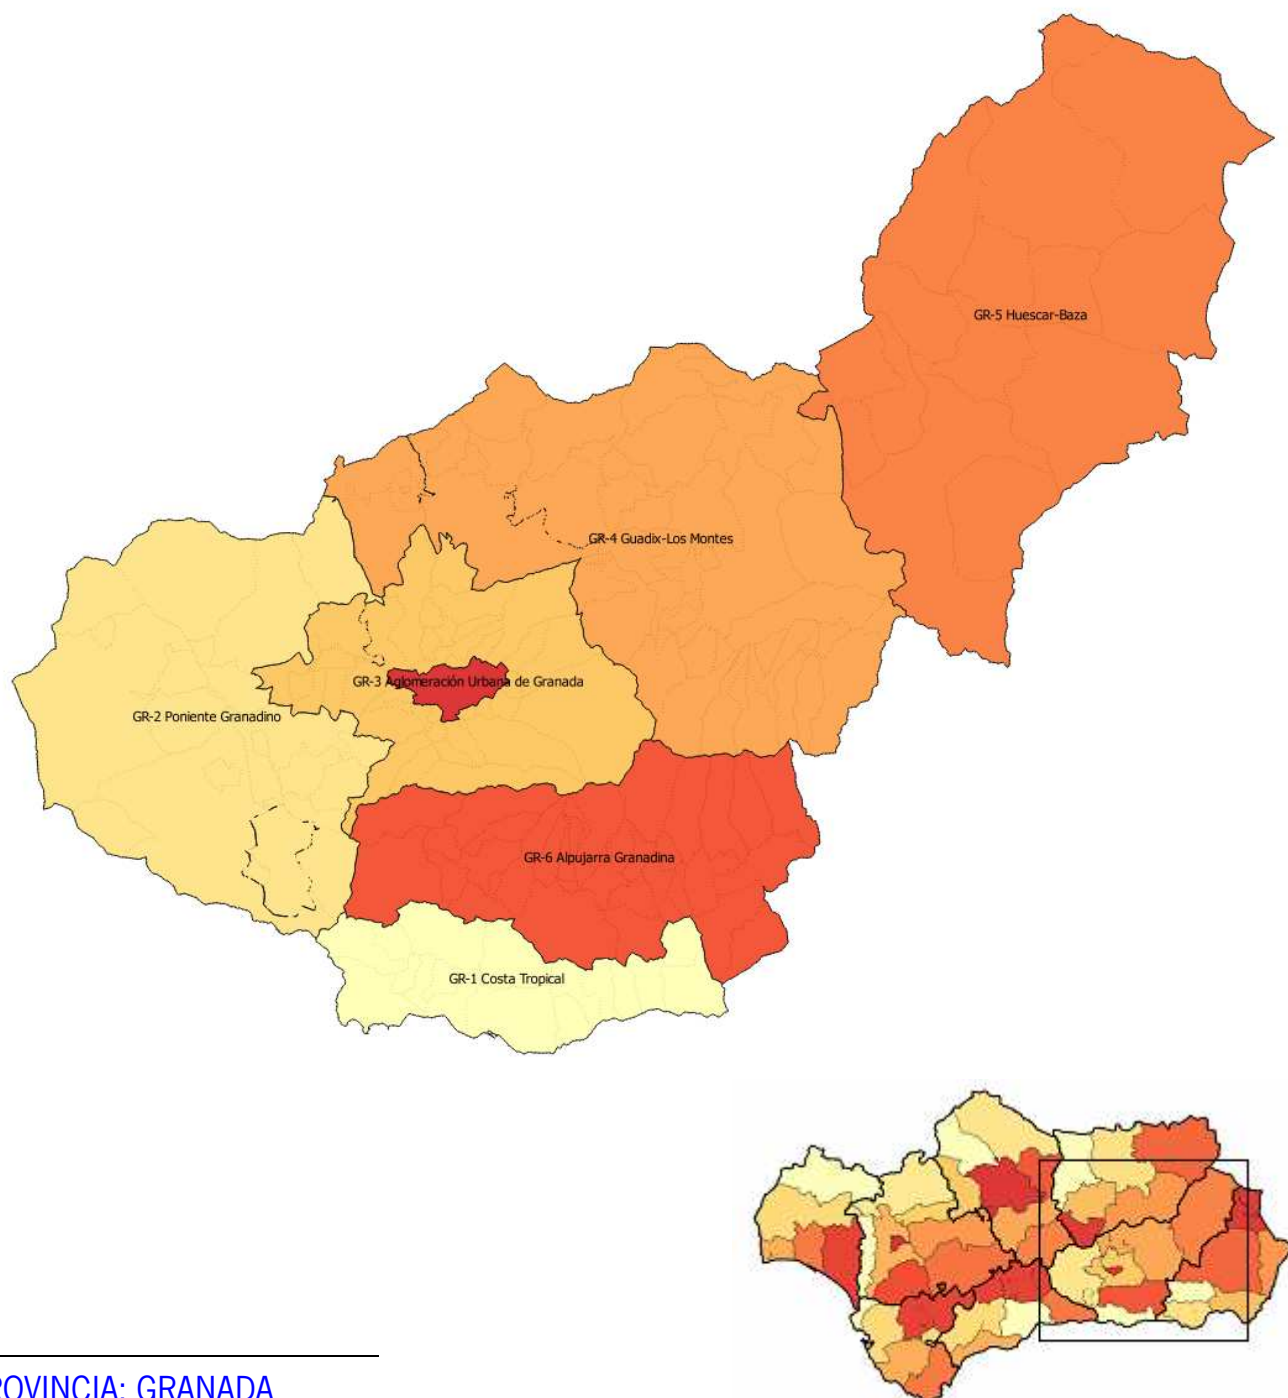 GR-5 Huescar-Baza
GR-4 Guadix-Los Montes
GR-3 Aglomeración Urbana de Granada
GR-2 Poniente Granadino
GR-6 Alpujarra Granadina
GR-1 Costa Tropical
ROVINCIA: GRANADA